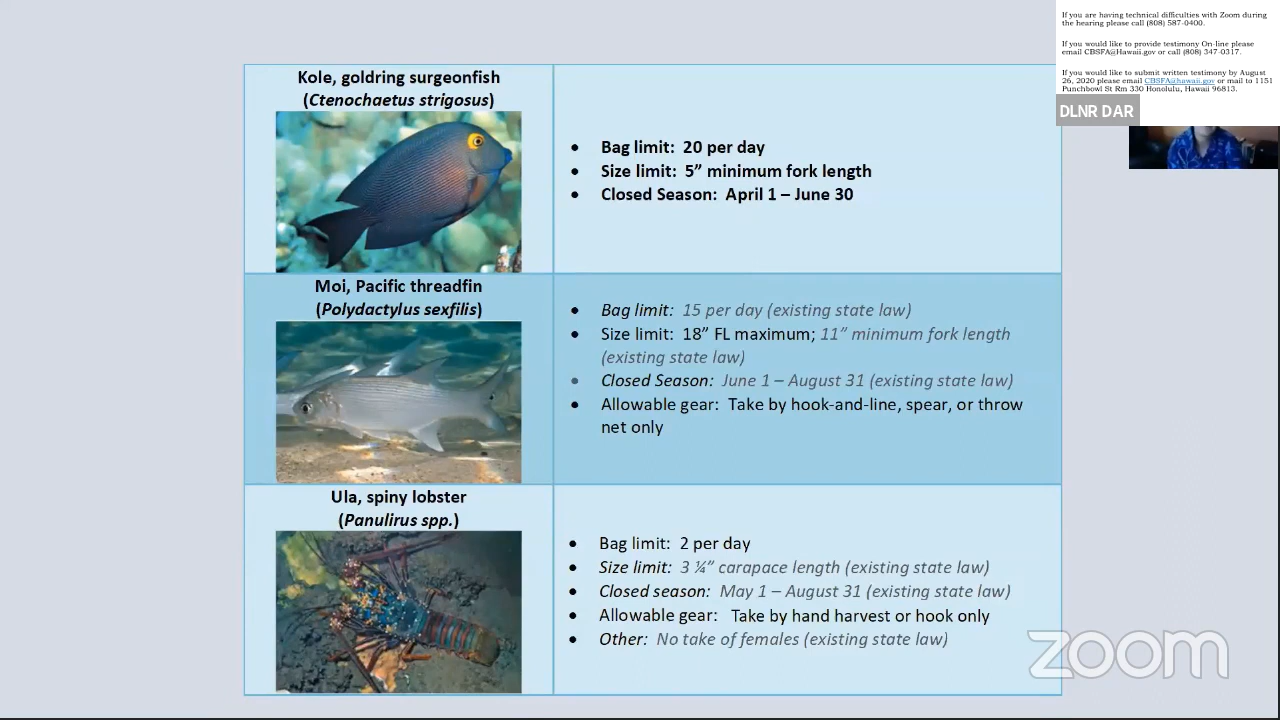 If you are having technical difficulties with Zoom during
the hearing please call (808) 587-0400.
If you would like to provide testimony On-line please
email CBSFA@Hawaii.gov or call (808) 347-0317.
If you would like to submit written testimony by August
26, 2020 please email CBSFA@hawaii.gov or mail to 1151
Punchbowl St Rm 330 Honolulu, Hawaii 96813.
DLNR DAR
Kole, goldring surgeonfish
(Ctenochaetus strigosus)
• Bag limit: 20 per day
• Size limit: 5” minimum fork length
• Closed Season: April 1 – June 30
Moi, Pacific threadfin
(Polydactylus sexfilis)
• Bag limit: 15 per day (existing state law)
• Size limit: 18” FL maximum; 11” minimum fork length
(existing state law)
• Closed Season: June 1 – August 31 (existing state law)
• Allowable gear: Take by hook-and-line, spear, or throw
net only
Ula, spiny lobster
(Panulirus spp.)
• Bag limit: 2 per day
• Size limit: 3 ¼” carapace length (existing state law)
• Closed season: May 1 – August 31 (existing state law)
• Allowable gear: Take by hand harvest or hook only
• Other: No take of females (existing state law)
zoom